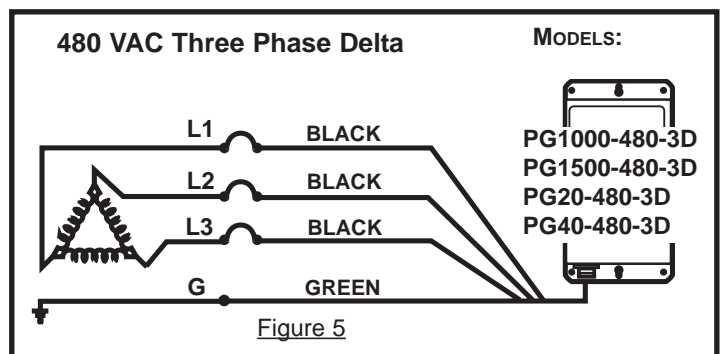 480 VAC Three Phase Delta
MODELS:
L1 BLACK
PG1000-480-3D
PG1500-480-3D
L2 BLACK
PG20-480-3D
PG40-480-3D
L3 BLACK
G GREEN
Figure 5